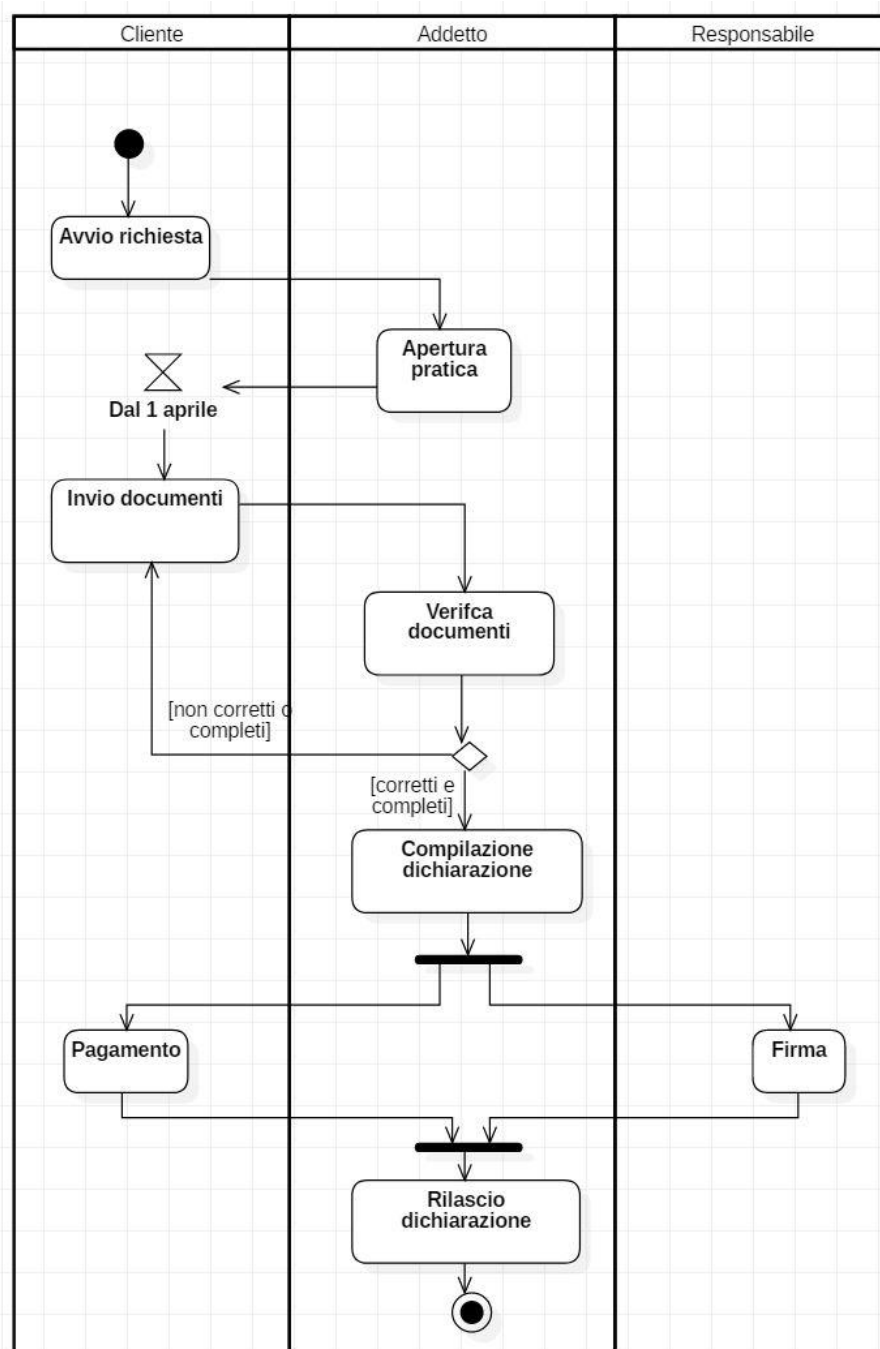 Cliente
Addetto
Responsabile
Avvio richiesta
Apertura
pratica
Dal 1 aprile
Invio documenti
Verifca
documenti
[non corretti o
completi]
[corretti e
completi]
Compilazione
dichiarazione
Pagamento
Firma
Rilascio
dichiarazione